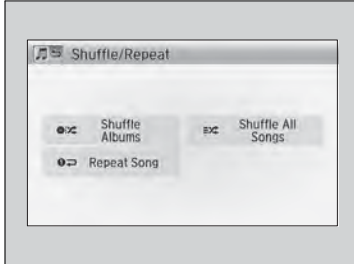 Shuffle/Repeat
Shuffle
Albums
Shuffle All
Songs
Repeat Song